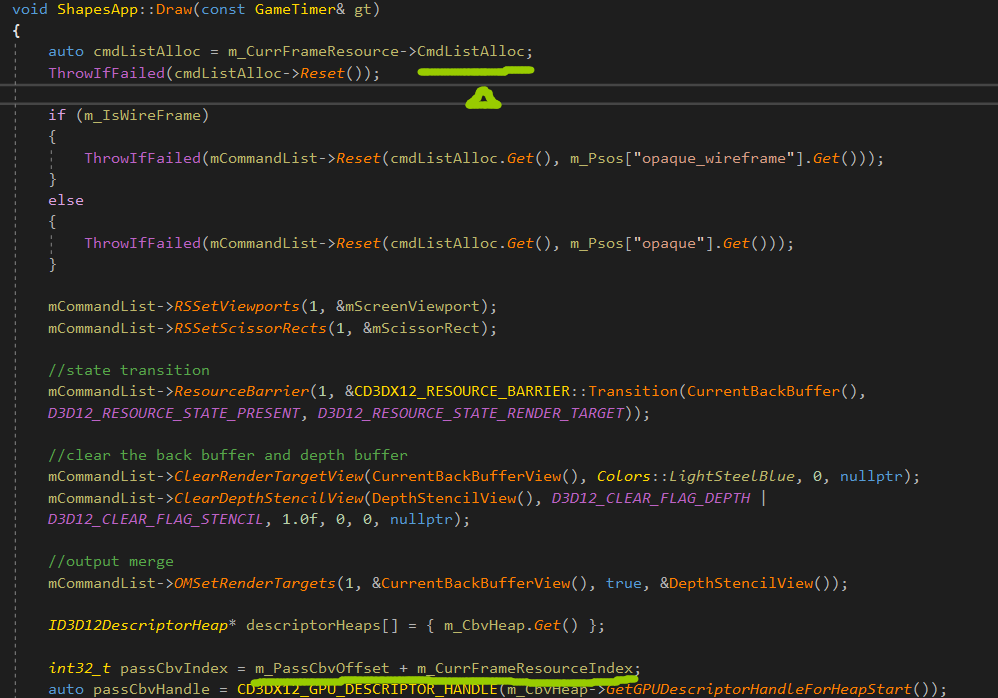 void ShapesApp::Draw(const GameTimer& gt)
{
auto cmdListAlloc = m_CurrFrameResource->CmdListAlloc;
ThrowIfFailed(cmdListAlloc->Reset());
if (m_IsWireFrame)
{
ThrowIfFailed(mCommandList->Reset(cmdListAlloc.Get(), m_Psos["opaque_wireframe"].Get()));
}
else
{
ThrowIfFailed(mCommandList->Reset(cmdListAlloc.Get(), m_Psos["opaque"].Get()));
}
mCommandList->RSSetViewports(1, &mScreenViewport);
mCommandList->RSSetScissorRects(1, &mScissorRect);
//state transition
mCommandList->ResourceBarrier(1, &CD3DX12_RESOURCE_BARRIER::Transition(CurrentBackBuffer(),
D3D12_RESOURCE_STATE_PRESENT, D3D12_RESOURCE_STATE_RENDER_TARGET));
//clear the back buffer and depth buffer
mCommandList->ClearRenderTargetView(CurrentBackBufferView(), Colors::LightSteelBlue, 0, nullptr);
mCommandList->ClearDepthStencilView(DepthStencilView(), D3D12_CLEAR_FLAG_DEPTH |
D3D12_CLEAR_FLAG_STENCIL, 1.0f, 0, 0, nullptr);
//output merge
mCommandList->OMSetRenderTargets(1, &CurrentBackBufferView(), true, &DepthStencilView());
ID3D12DescriptorHeap* descriptorHeaps[] = { m_CbvHeap.Get() };
int32_t passCbvIndex = m_PassCbvOffset + m_CurrFrameResourceIndex;
auto passCbvHandle = CD3DX12_GPU_DESCRIPTOR_HANDLE(m_CbvHeap->GetGPUDescriptorHandleForHeapStart());